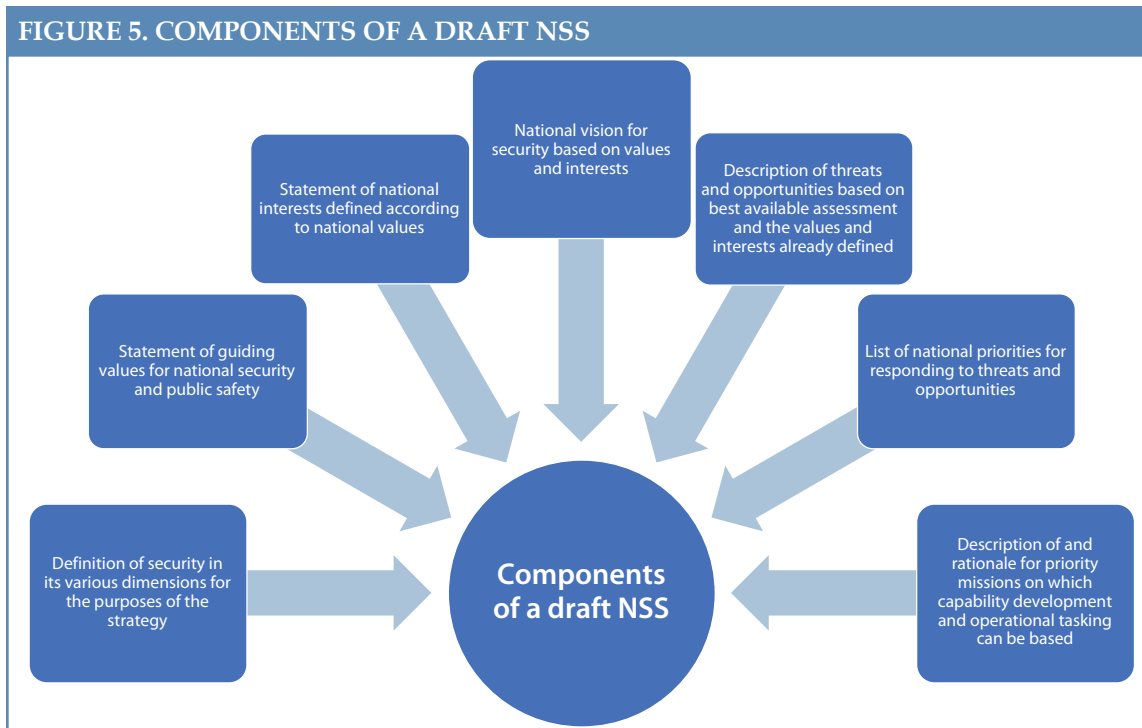 FIGURE 5. COMPONENTS OF A DRAFT NSS
Definition of security in
its various dimensions for
the purposes of the
strategy
Statement of guiding
values for national security
and public safety
Statement of national
interests defined according
to national values
National vision for
security based on values
and interests
Description of threats
and opportunities based on
best available assessment
and the values and
interests already defined
List of national priorities for
responding to threats and
opportunities
Description of and
rationale for priority
missions on which
capability development
and operational tasking
can be based
Components
of a draft NSS